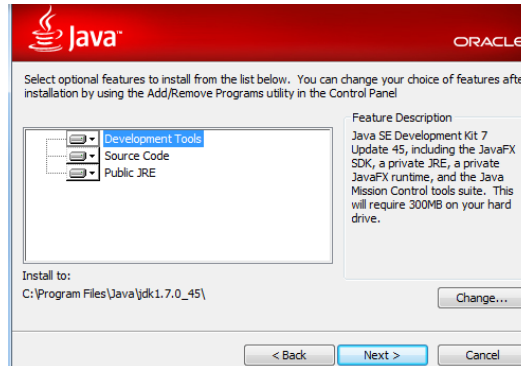 Java™
ORACLE
Select optional features to install from the list below. You can change your choice of features afte
installation by using the Add/Remove Programs utility in the Control Panel
Feature Description
Development Tools
Source Code
Public JRE
Java SE Development Kit 7
Update 45, including the JavaFX
SDK, a private JRE, a private
JavaFX runtime, and the Java
Mission Control tools suite. This
will require 300MB on your hard
drive.
Install to:
C:\Program Files\Java\jdk1.7.0_45\
Change...
< Back
Next >
Cancel